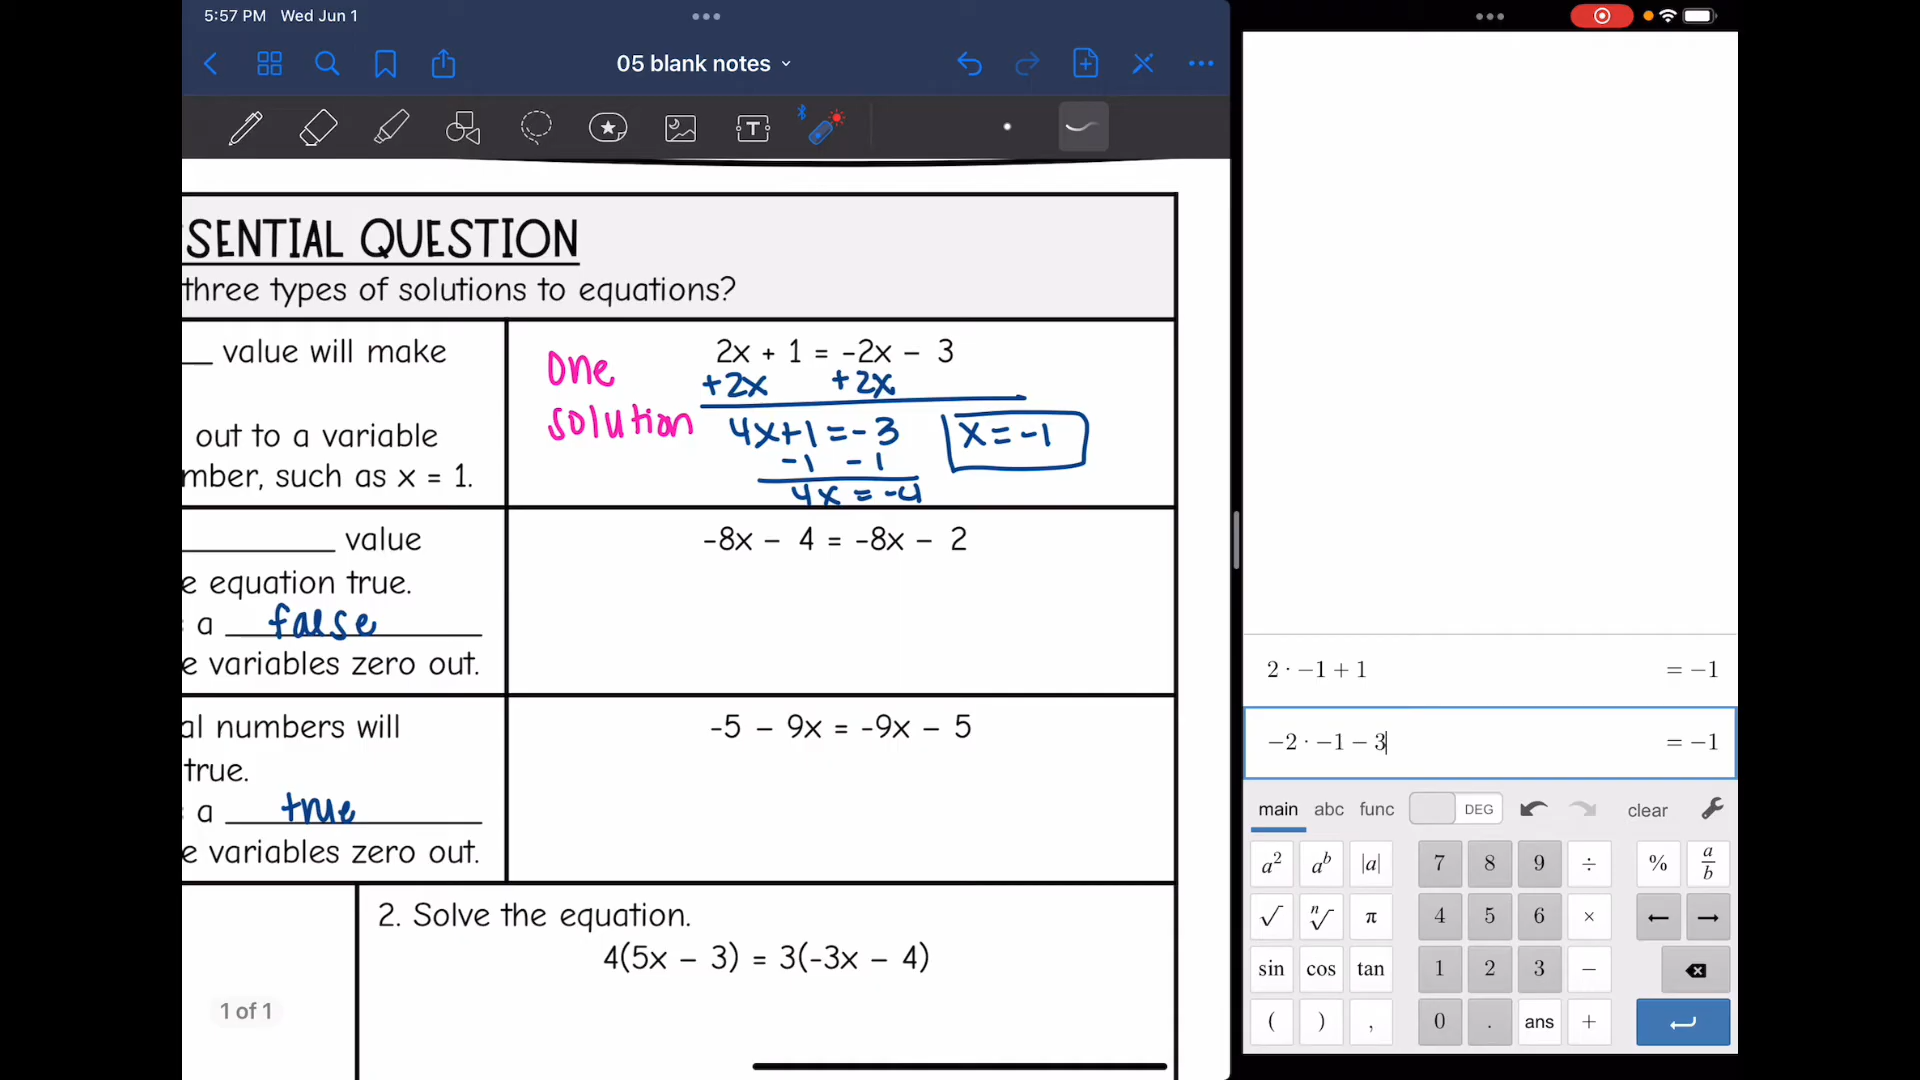 5:57 PM Wed Jun 1
05 blank notes
T
SENTIAL QUESTION
three types of solutions to equations?
__ value will make
out to a variable
mber, such as x = 1.
One
solution
2x + 1 = -2x - 3
+2x +2x
4x+1=-3
-1 -1
4x = -4
x=-1
__________ value
e equation true.
a false
e variables zero out.
-8x - 4 = -8x - 2
al numbers will
true.
a true
e variables zero out.
-5 - 9x = -9x - 5
2. Solve the equation.
4(5x - 3) = 3(-3x - 4)
1 of 1
2 · −1 + 1 = −1
−2 · −1 − 3 = −1
main abc func DEG clear
a² aᵇ |a| 7 8 9 ÷ % a/b
√ ⁿ√ π 4 5 6 × ← →
sin cos tan 1 2 3 −
( ) , 0 . ans +